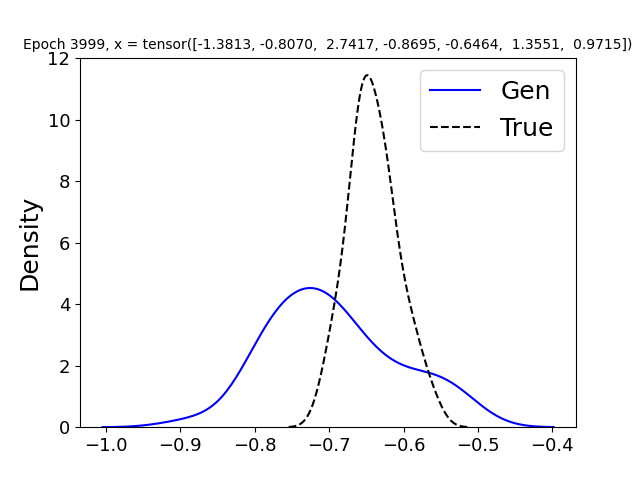 Epoch 3999, x = tensor([-1.3813, -0.8070,  2.7417, -0.8695, -0.6464,  1.3551,  0.9715])
12
10
8
6
4
2
0
Density
Gen
True
−1.0 −0.9 −0.8 −0.7 −0.6 −0.5 −0.4